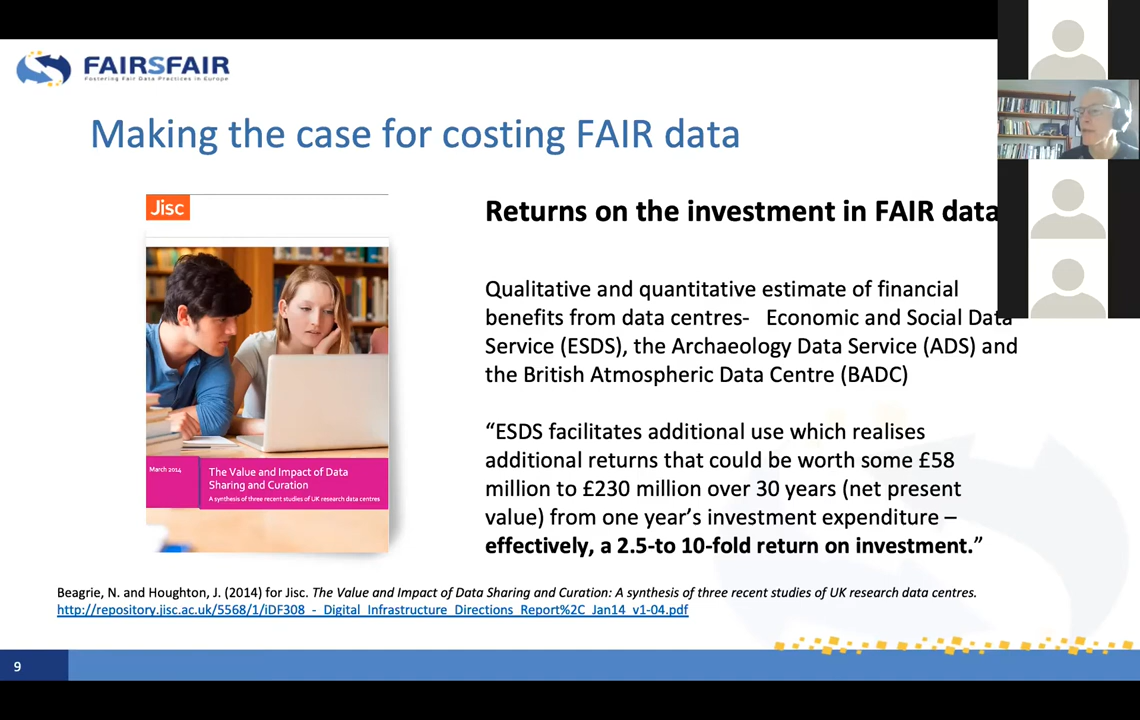 FAIRSFAIR
Fostering Fair Data Practices in Europe
Making the case for costing FAIR data
Jisc
March 2014
The Value and Impact of Data
Sharing and Curation
A synthesis of three recent studies of UK research data centres
Returns on the investment in FAIR data
Qualitative and quantitative estimate of financial
benefits from data centres- Economic and Social Data
Service (ESDS), the Archaeology Data Service (ADS) and
the British Atmospheric Data Centre (BADC)
“ESDS facilitates additional use which realises
additional returns that could be worth some £58
million to £230 million over 30 years (net present
value) from one year’s investment expenditure –
effectively, a 2.5-to 10-fold return on investment.”
Beagrie, N. and Houghton, J. (2014) for Jisc. The Value and Impact of Data Sharing and Curation: A synthesis of three recent studies of UK research data centres.
http://repository.jisc.ac.uk/5568/1/iDF308_-_Digital_Infrastructure_Directions_Report%2C_Jan14_v1-04.pdf
9